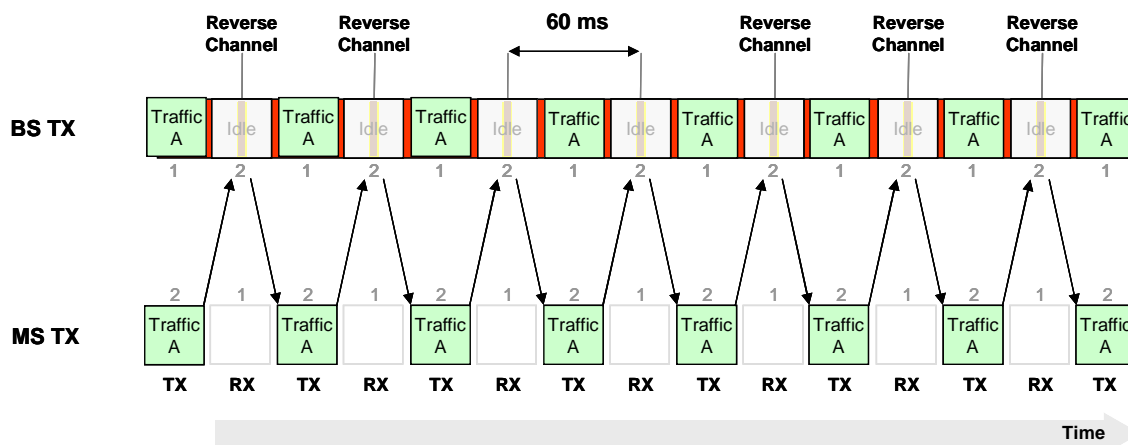 Reverse Channel Reverse Channel 60 ms Reverse Channel Reverse Channel Reverse Channel
BS TX
Traffic A Idle Traffic A Idle Traffic A Idle Traffic A Idle Traffic A Idle Traffic A Idle Traffic A Idle Traffic A
1 2 1 2 1 2 1 2 1 2 1 2 1 2 1
2 1 2 1 2 1 2 1 2 1 2 1 2 1 2
MS TX
Traffic A Traffic A Traffic A Traffic A Traffic A Traffic A Traffic A Traffic A
TX RX TX RX TX RX TX RX TX RX TX RX TX RX TX
Time